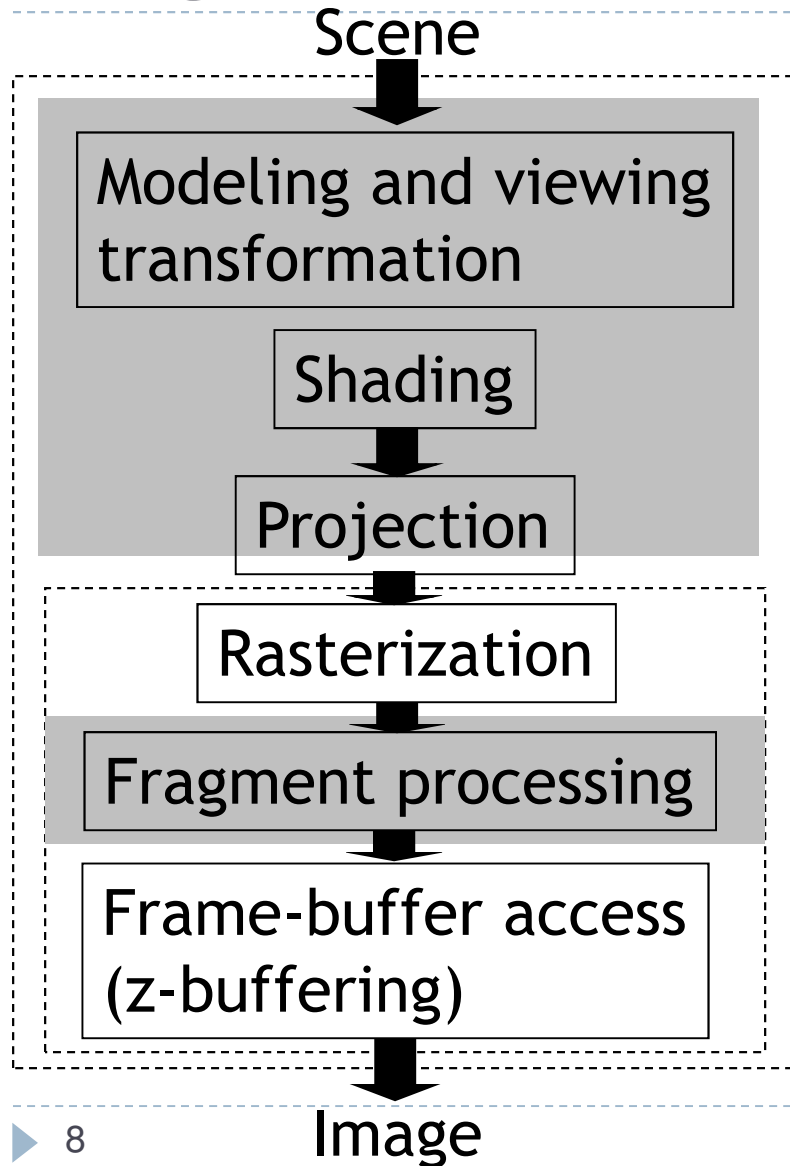 Scene
Modeling and viewing
transformation
Shading
Projection
Rasterization
Fragment processing
Frame-buffer access
(z-buffering)
Image
8